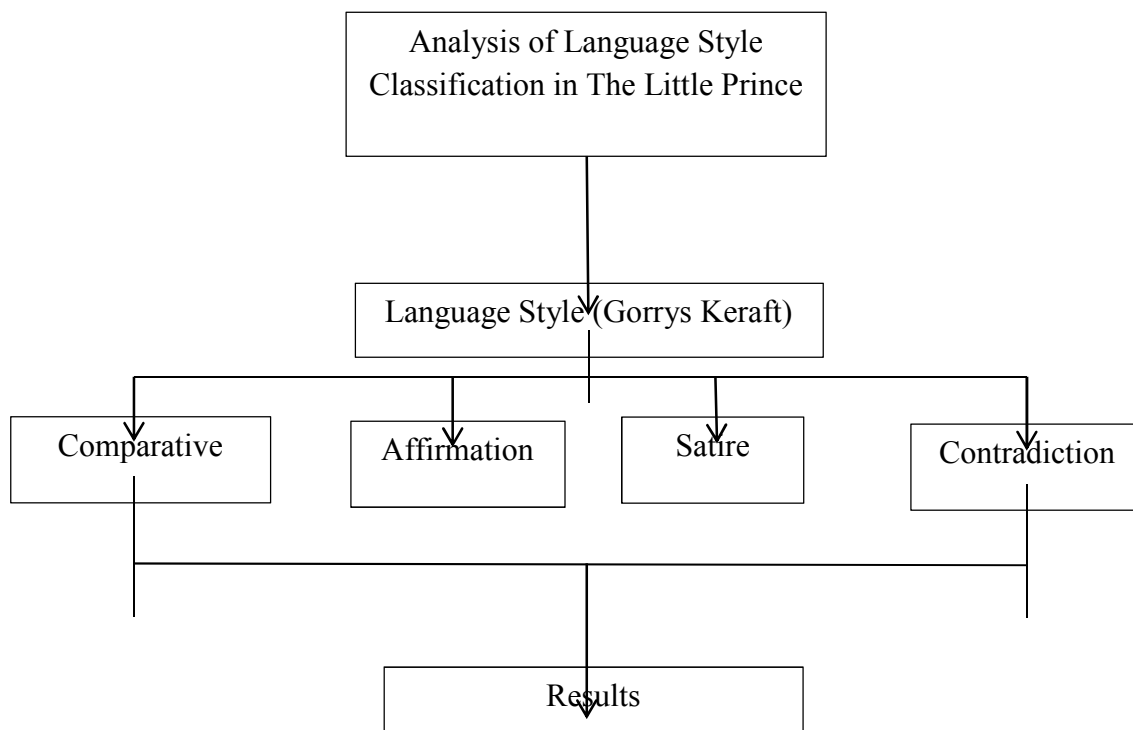 Analysis of Language Style
Classification in The Little Prince
Language Style (Gorrys Keraft)
Comparative
Affirmation
Satire
Contradiction
Results